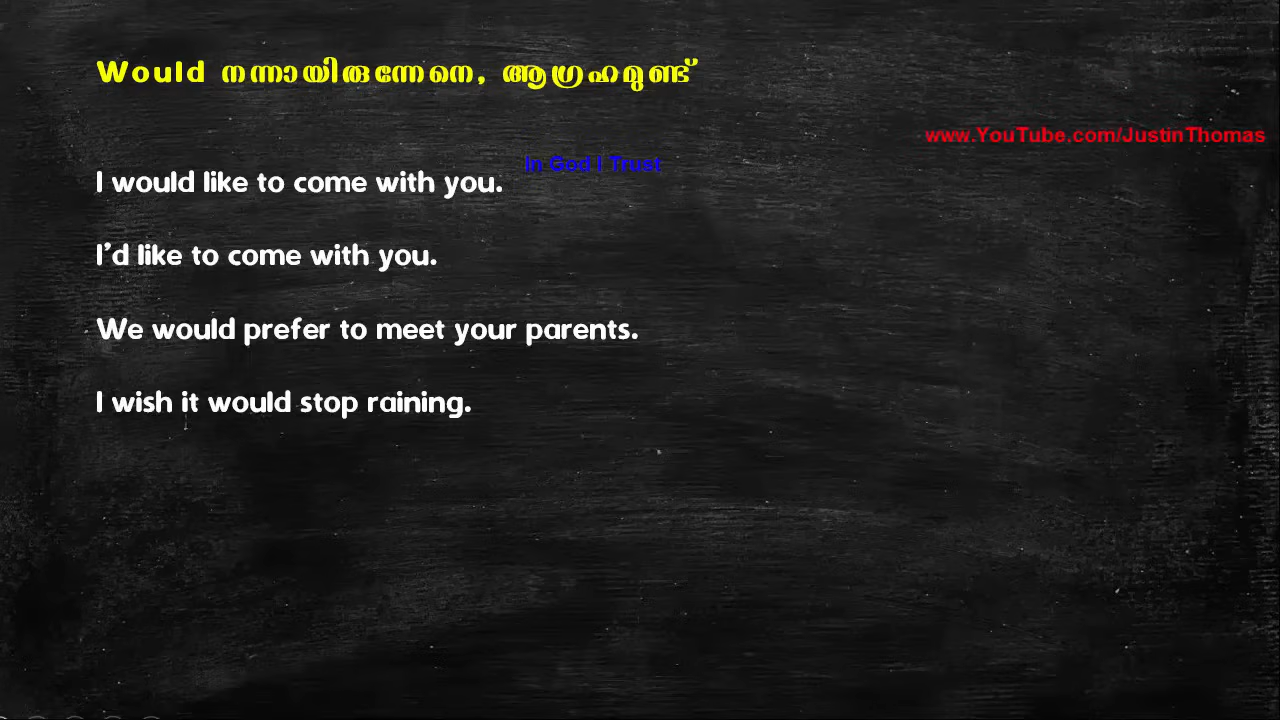 Would നന്നായിരുന്നേനെ, ആഗ്രഹമുണ്ട്
www.YouTube.com/JustinThomas
In God I Trust
I would like to come with you.
I’d like to come with you.
We would prefer to meet your parents.
I wish it would stop raining.